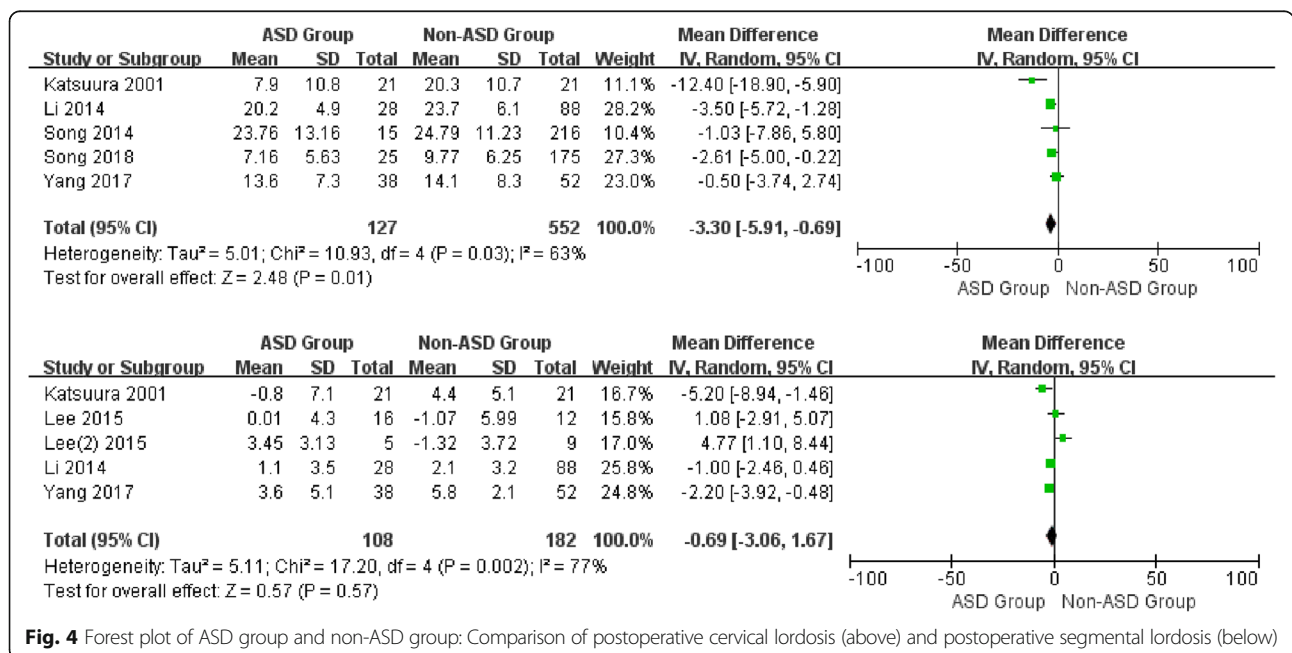 ASD Group Non-ASD Group Mean Difference Mean Difference
Study or Subgroup Mean SD Total Mean SD Total Weight IV, Random, 95% CI IV, Random, 95% CI
Katsuura 2001 7.9 10.8 21 20.3 10.7 21 11.1% -12.40 [-18.90, -5.90]
Li 2014 20.2 4.9 28 23.7 6.1 88 28.2% -3.50 [-5.72, -1.28]
Song 2014 23.76 13.16 15 24.79 11.23 216 10.4% -1.03 [-7.86, 5.80]
Song 2018 7.16 5.63 25 9.77 6.25 175 27.3% -2.61 [-5.00, -0.22]
Yang 2017 13.6 7.3 38 14.1 8.3 52 23.0% -0.50 [-3.74, 2.74]
Total (95% CI) 127 552 100.0% -3.30 [-5.91, -0.69]
Heterogeneity: Tau² = 5.01; Chi² = 10.93, df = 4 (P = 0.03); I² = 63%
Test for overall effect: Z = 2.48 (P = 0.01)
-100 -50 0 50 100
ASD Group Non-ASD Group
ASD Group Non-ASD Group Mean Difference Mean Difference
Study or Subgroup Mean SD Total Mean SD Total Weight IV, Random, 95% CI IV, Random, 95% CI
Katsuura 2001 -0.8 7.1 21 4.4 5.1 21 16.7% -5.20 [-8.94, -1.46]
Lee 2015 0.01 4.3 16 -1.07 5.99 12 15.8% 1.08 [-2.91, 5.07]
Lee(2) 2015 3.45 3.13 5 -1.32 3.72 9 17.0% 4.77 [1.10, 8.44]
Li 2014 1.1 3.5 28 2.1 3.2 88 25.8% -1.00 [-2.46, 0.46]
Yang 2017 3.6 5.1 38 5.8 2.1 52 24.8% -2.20 [-3.92, -0.48]
Total (95% CI) 108 182 100.0% -0.69 [-3.06, 1.67]
Heterogeneity: Tau² = 5.11; Chi² = 17.20, df = 4 (P = 0.002); I² = 77%
Test for overall effect: Z = 0.57 (P = 0.57)
-100 -50 0 50 100
ASD Group Non-ASD Group
Fig. 4 Forest plot of ASD group and non-ASD group: Comparison of postoperative cervical lordosis (above) and postoperative segmental lordosis (below)